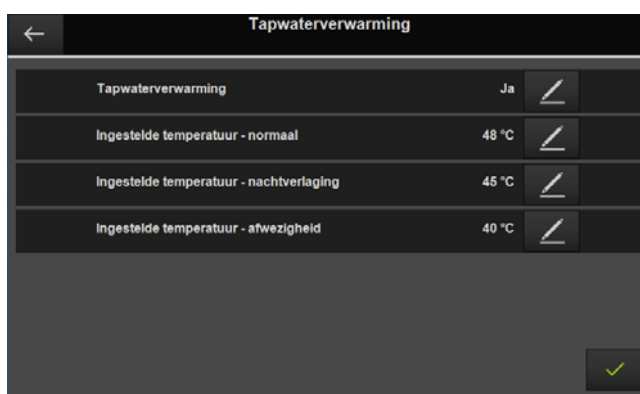 Tapwaterverwarming
Tapwaterverwarming Ja
Ingestelde temperatuur - normaal 48 °C
Ingestelde temperatuur - nachtverlaging 45 °C
Ingestelde temperatuur - afwezigheid 40 °C